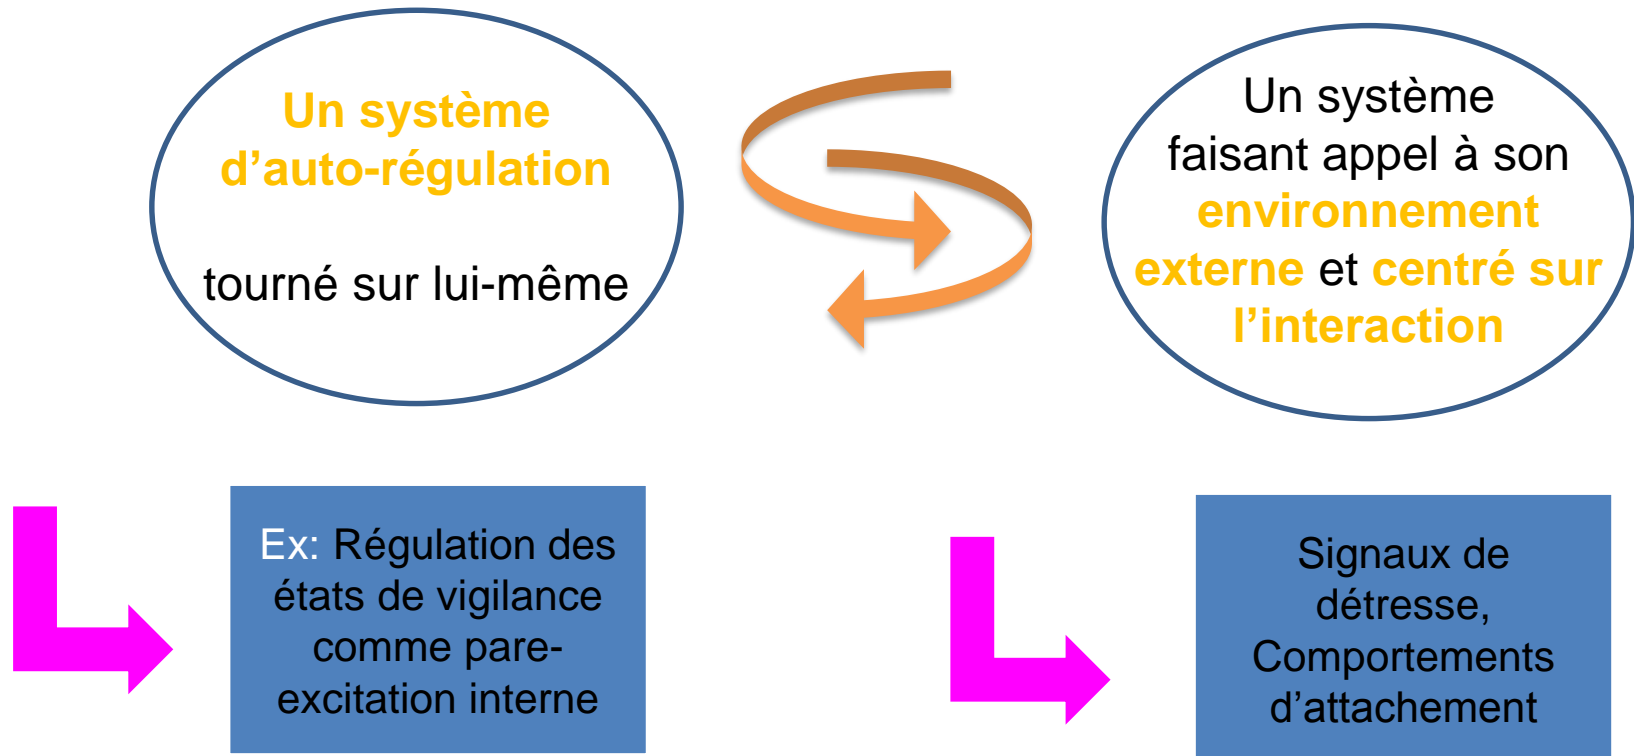 Un système
d’auto-régulation
tourné sur lui-même
Un système
faisant appel à son
environnement
externe et centré sur
l’interaction
Ex: Régulation des
états de vigilance
comme pare-
excitation interne
Signaux de
détresse,
Comportements
d’attachement